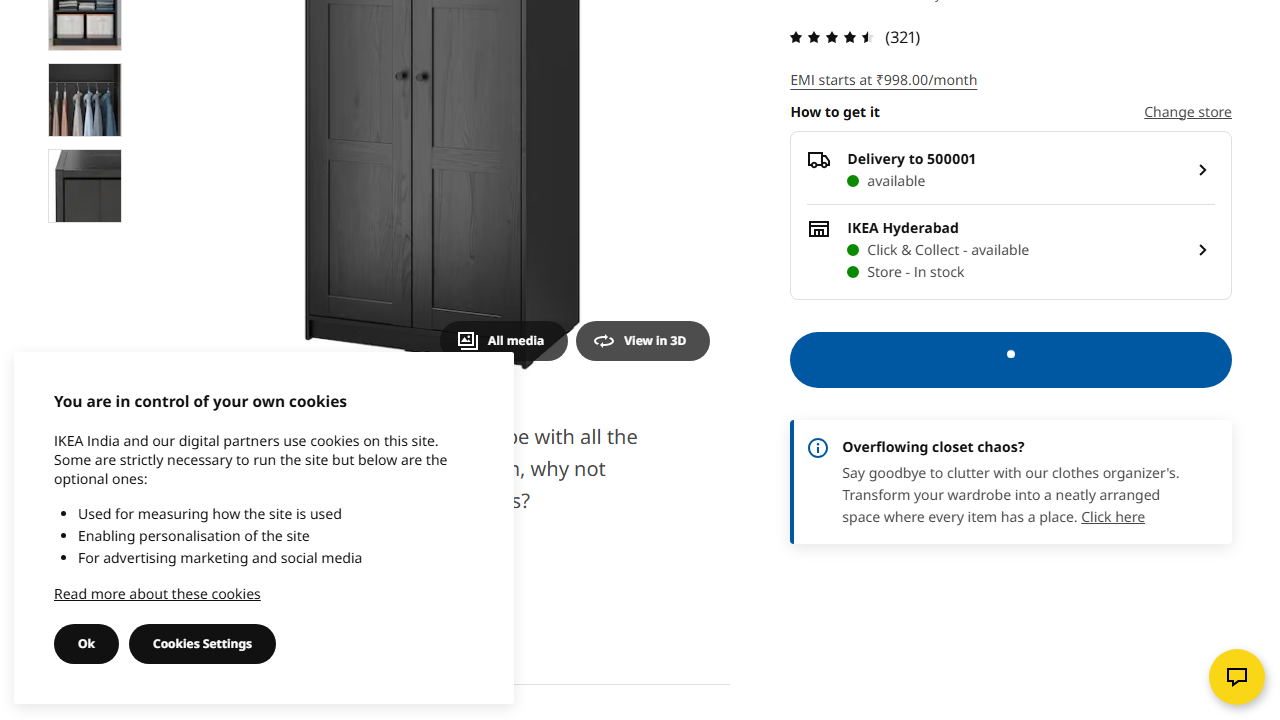 (321)
EMI starts at ₹998.00/month
How to get it
Change store
Delivery to 500001
available
IKEA Hyderabad
Click & Collect - available
Store - In stock
All media
View in 3D
You are in control of your own cookies
IKEA India and our digital partners use cookies on this site.
Some are strictly necessary to run the site but below are the
optional ones:
Used for measuring how the site is used
Enabling personalisation of the site
For advertising marketing and social media
Read more about these cookies
Ok
Cookies Settings
with all the
why not
Overflowing closet chaos?
Say goodbye to clutter with our clothes organizer's.
Transform your wardrobe into a neatly arranged
space where every item has a place. Click here